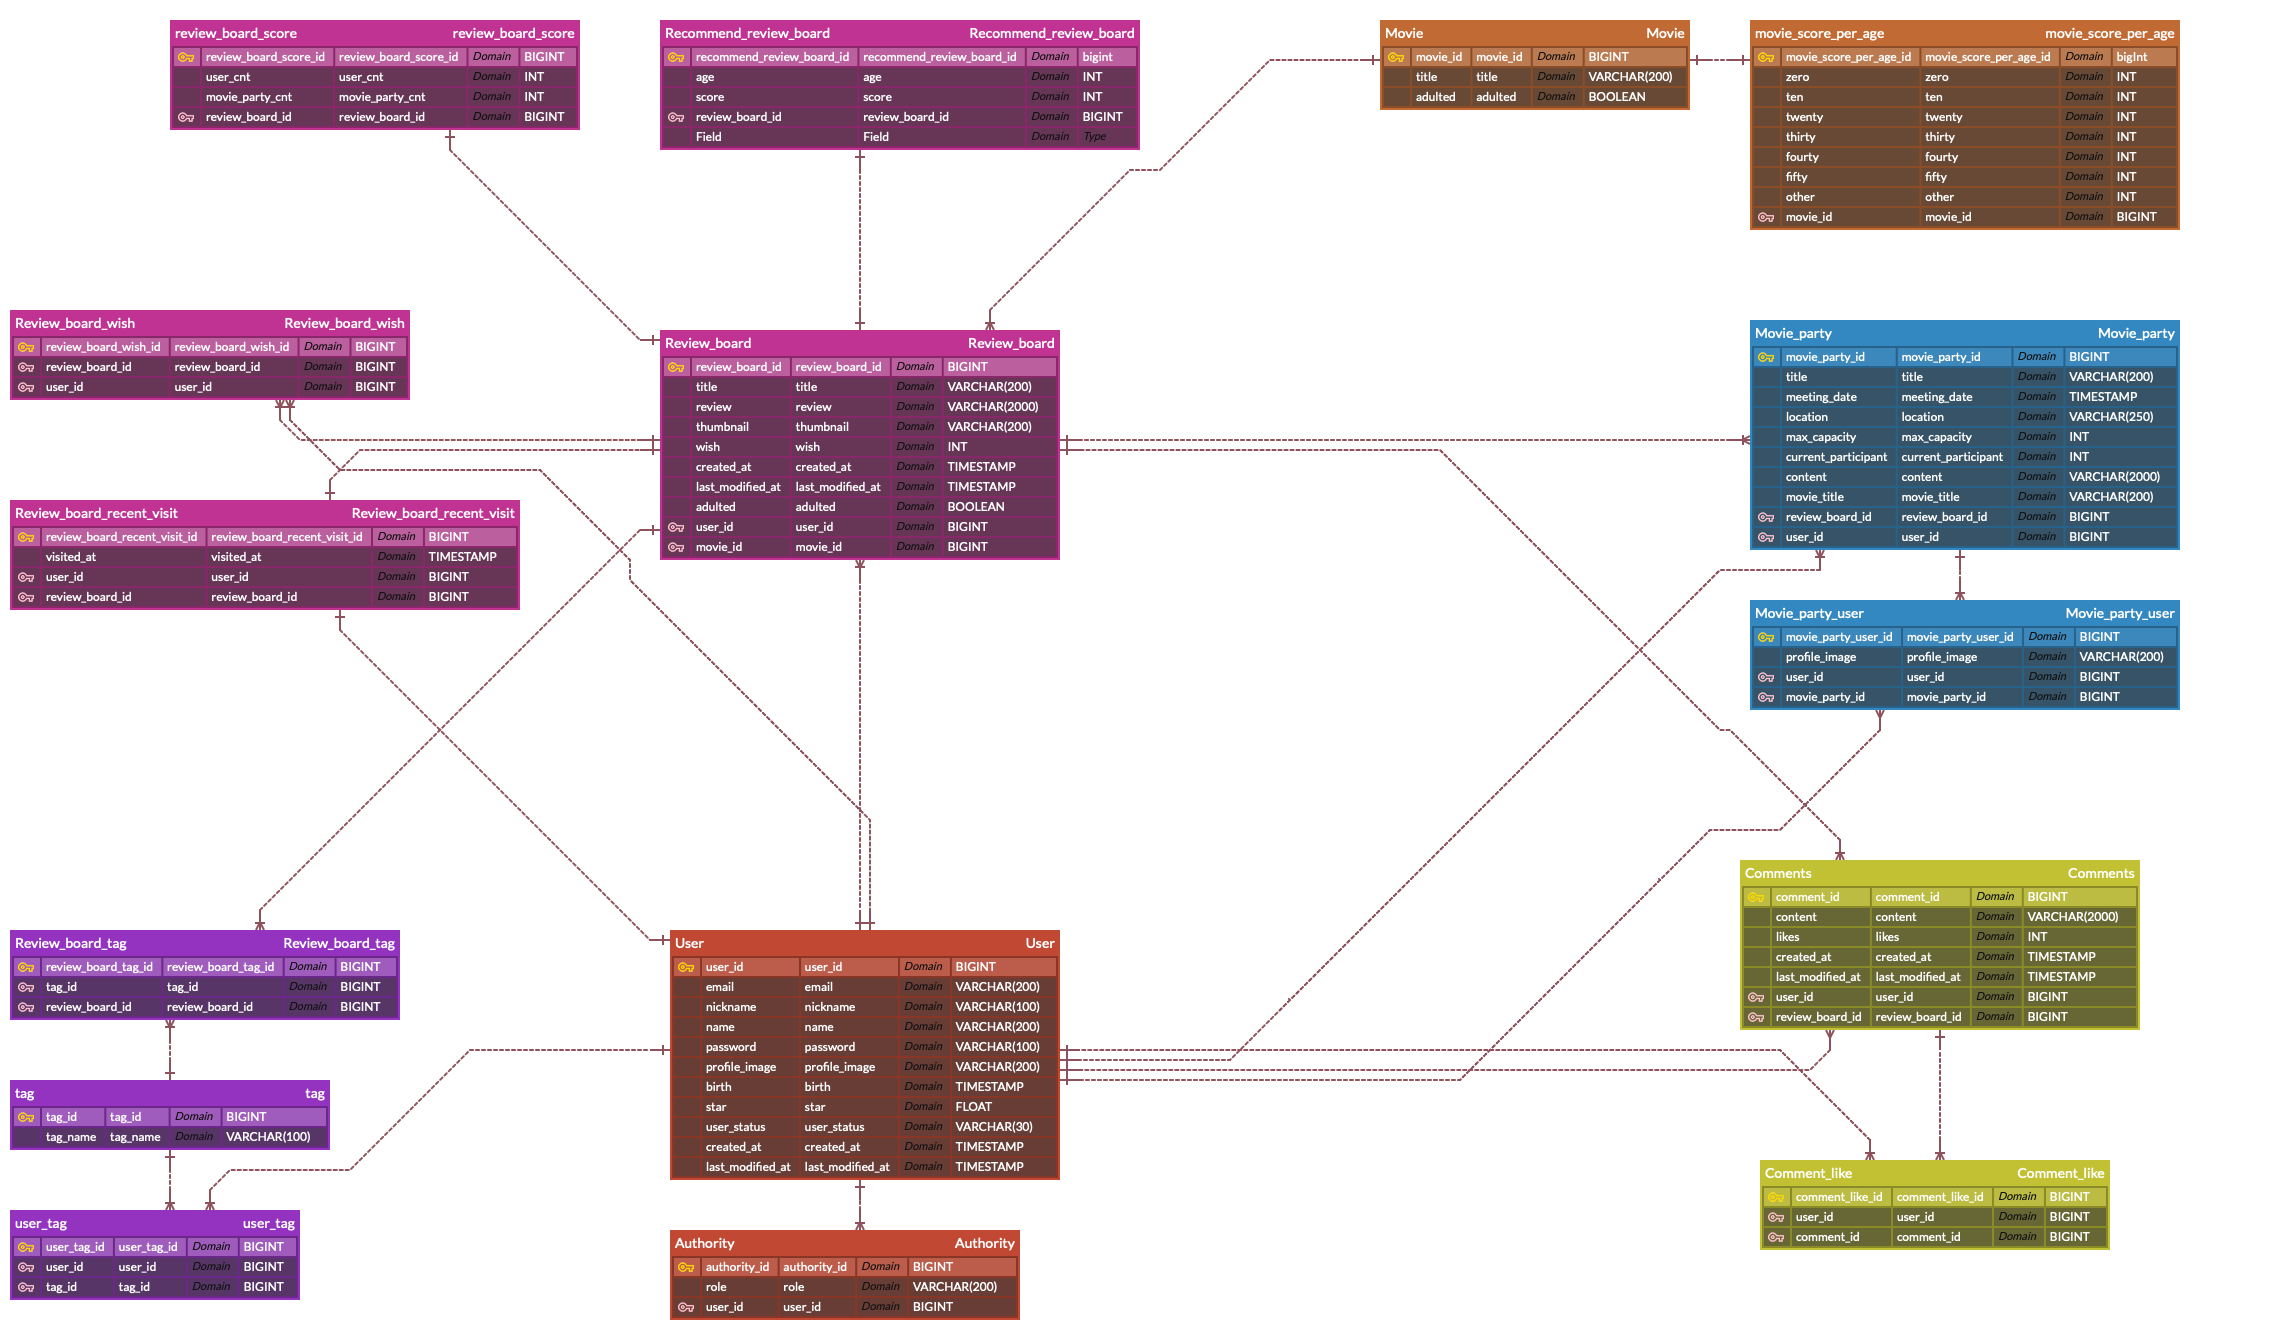 review_board_score review_board_score
review_board_score_id review_board_score_id Domain BIGINT
user_cnt user_cnt Domain INT
movie_party_cnt movie_party_cnt Domain INT
review_board_id review_board_id Domain BIGINT
Recommend_review_board Recommend_review_board
recommend_review_board_id recommend_review_board_id Domain bigint
age age Domain INT
score score Domain INT
review_board_id review_board_id Domain BIGINT
Field Field Domain Type
Movie Movie
movie_id movie_id Domain BIGINT
title title Domain VARCHAR(200)
adulted adulted Domain BOOLEAN
movie_score_per_age movie_score_per_age
movie_score_per_age_id movie_score_per_age_id Domain bigInt
zero zero Domain INT
ten ten Domain INT
twenty twenty Domain INT
thirty thirty Domain INT
fourty fourty Domain INT
fifty fifty Domain INT
other other Domain INT
movie_id movie_id Domain BIGINT
Review_board_wish Review_board_wish
review_board_wish_id review_board_wish_id Domain BIGINT
review_board_id review_board_id Domain BIGINT
user_id user_id Domain BIGINT
Review_board Review_board
review_board_id review_board_id Domain BIGINT
title title Domain VARCHAR(200)
review review Domain VARCHAR(2000)
thumbnail thumbnail Domain VARCHAR(200)
wish wish Domain INT
created_at created_at Domain TIMESTAMP
last_modified_at last_modified_at Domain TIMESTAMP
adulted adulted Domain BOOLEAN
user_id user_id Domain BIGINT
movie_id movie_id Domain BIGINT
Movie_party Movie_party
movie_party_id movie_party_id Domain BIGINT
title title Domain VARCHAR(200)
meeting_date meeting_date Domain TIMESTAMP
location location Domain VARCHAR(250)
max_capacity max_capacity Domain INT
current_participant current_participant Domain INT
content content Domain VARCHAR(2000)
movie_title movie_title Domain VARCHAR(200)
review_board_id review_board_id Domain BIGINT
user_id user_id Domain BIGINT
Review_board_recent_visit Review_board_recent_visit
review_board_recent_visit_id review_board_recent_visit_id Domain BIGINT
visited_at visited_at Domain TIMESTAMP
user_id user_id Domain BIGINT
review_board_id review_board_id Domain BIGINT
Movie_party_user Movie_party_user
movie_party_user_id movie_party_user_id Domain BIGINT
profile_image profile_image Domain VARCHAR(200)
user_id user_id Domain BIGINT
movie_party_id movie_party_id Domain BIGINT
Comments Comments
comment_id comment_id Domain BIGINT
content content Domain VARCHAR(2000)
likes likes Domain INT
created_at created_at Domain TIMESTAMP
last_modified_at last_modified_at Domain TIMESTAMP
user_id user_id Domain BIGINT
review_board_id review_board_id Domain BIGINT
Review_board_tag Review_board_tag
review_board_tag_id review_board_tag_id Domain BIGINT
tag_id tag_id Domain BIGINT
review_board_id review_board_id Domain BIGINT
User User
user_id user_id Domain BIGINT
email email Domain VARCHAR(200)
nickname nickname Domain VARCHAR(100)
name name Domain VARCHAR(200)
password password Domain VARCHAR(100)
profile_image profile_image Domain VARCHAR(200)
birth birth Domain TIMESTAMP
star star Domain FLOAT
user_status user_status Domain VARCHAR(30)
created_at created_at Domain TIMESTAMP
last_modified_at last_modified_at Domain TIMESTAMP
tag tag
tag_id tag_id Domain BIGINT
tag_name tag_name Domain VARCHAR(100)
Comment_like Comment_like
comment_like_id comment_like_id Domain BIGINT
user_id user_id Domain BIGINT
comment_id comment_id Domain BIGINT
user_tag user_tag
user_tag_id user_tag_id Domain BIGINT
user_id user_id Domain BIGINT
tag_id tag_id Domain BIGINT
Authority Authority
authority_id authority_id Domain BIGINT
role role Domain VARCHAR(200)
user_id user_id Domain BIGINT